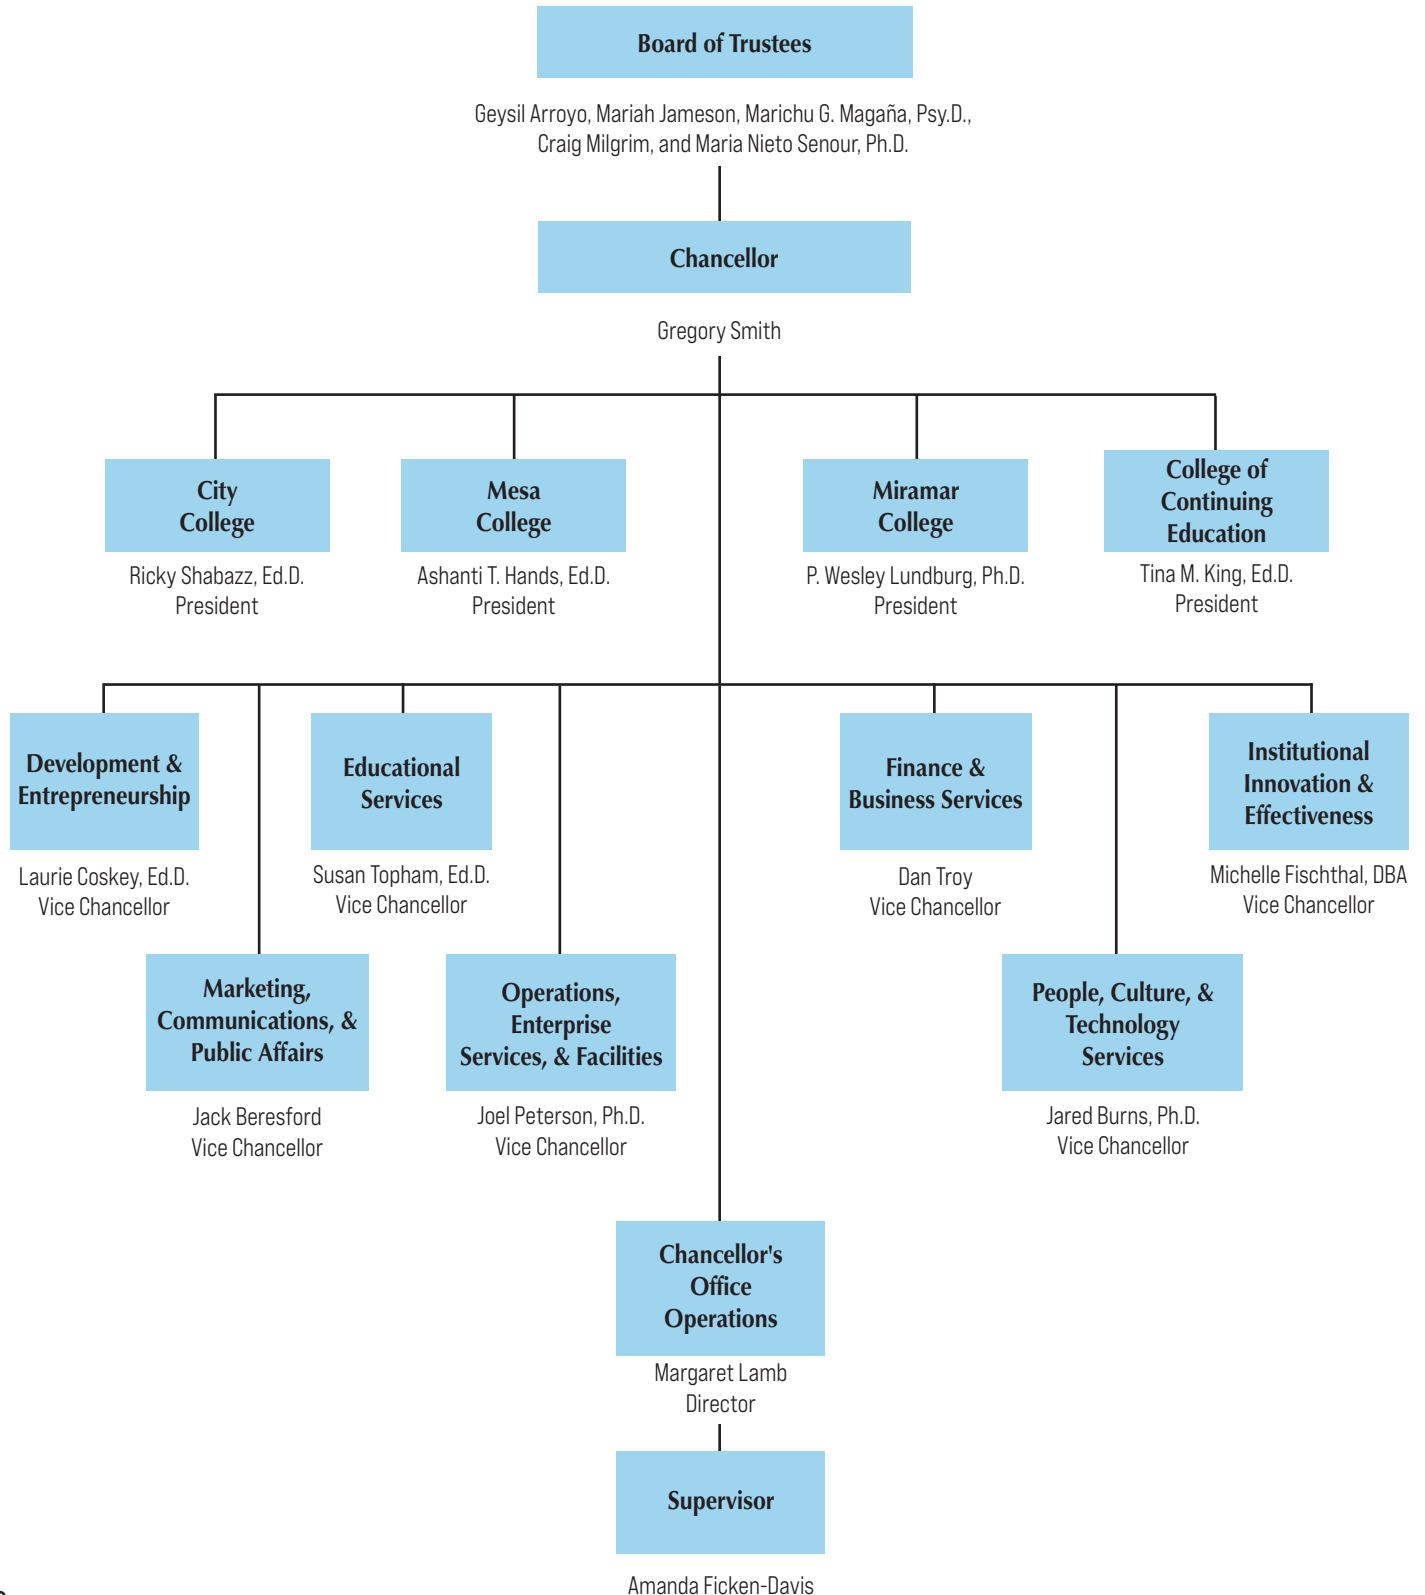 Board of Trustees
Geysil Arroyo, Mariah Jameson, Marichu G. Magaña, Psy.D.,
Craig Milgrim, and Maria Nieto Senour, Ph.D.
Chancellor
Gregory Smith
City
College
Ricky Shabazz, Ed.D.
President
Mesa
College
Ashanti T. Hands, Ed.D.
President
Miramar
College
P. Wesley Lundburg, Ph.D.
President
College of
Continuing
Education
Tina M. King, Ed.D.
President
Development &
Entrepreneurship
Laurie Coskey, Ed.D.
Vice Chancellor
Educational
Services
Susan Topham, Ed.D.
Vice Chancellor
Finance &
Business Services
Dan Troy
Vice Chancellor
Institutional
Innovation &
Effectiveness
Michelle Fischthal, DBA
Vice Chancellor
Marketing,
Communications, &
Public Affairs
Jack Beresford
Vice Chancellor
Operations,
Enterprise
Services, & Facilities
Joel Peterson, Ph.D.
Vice Chancellor
People, Culture, &
Technology
Services
Jared Burns, Ph.D.
Vice Chancellor
Chancellor's
Office
Operations
Margaret Lamb
Director
Supervisor
Amanda Ficken-Davis